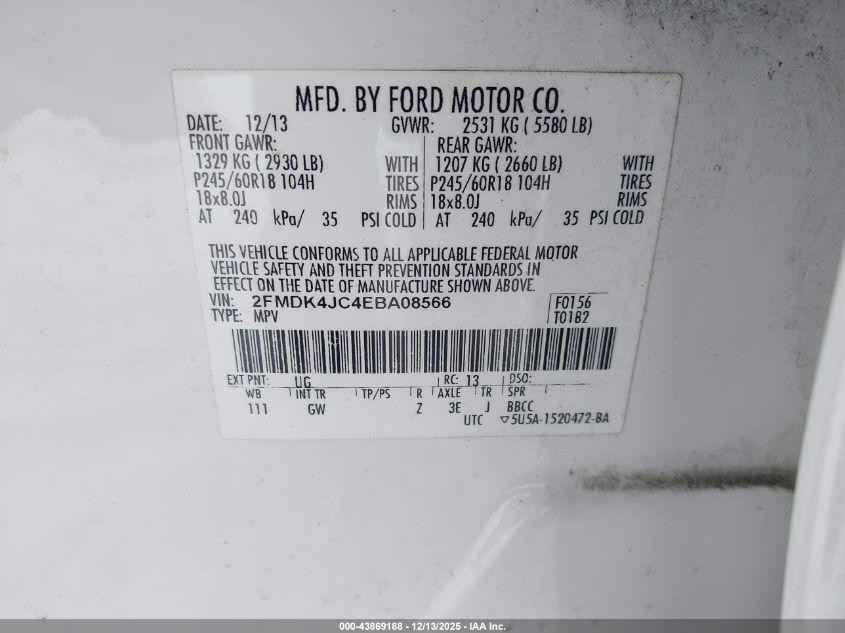 MFD. BY FORD MOTOR CO.
DATE: 12/13 GVWR: 2531 KG ( 5580 LB)
FRONT GAWR: REAR GAWR:
1329 KG ( 2930 LB) WITH 1207 KG ( 2660 LB) WITH
P245/60R18 104H TIRES P245/60R18 104H TIRES
18x8.0J RIMS 18x8.0J RIMS
AT 240 kPa/ 35 PSI COLD AT 240 kPa/ 35 PSI COLD
THIS VEHICLE CONFORMS TO ALL APPLICABLE FEDERAL MOTOR
VEHICLE SAFETY AND THEFT PREVENTION STANDARDS IN
EFFECT ON THE DATE OF MANUFACTURE SHOWN ABOVE.
VIN: 2FMDK4JC4EBA08566 F0156
TYPE: MPV T0182
EXT PNT: UG RC: 13 DSO:
WB INT TR TP/PS R AXLE TR SPR
111 GW Z 3E J BBCC
UTC ▽5U5A-1520472-BA
000-43869188 - 12/13/2025 - IAA Inc.